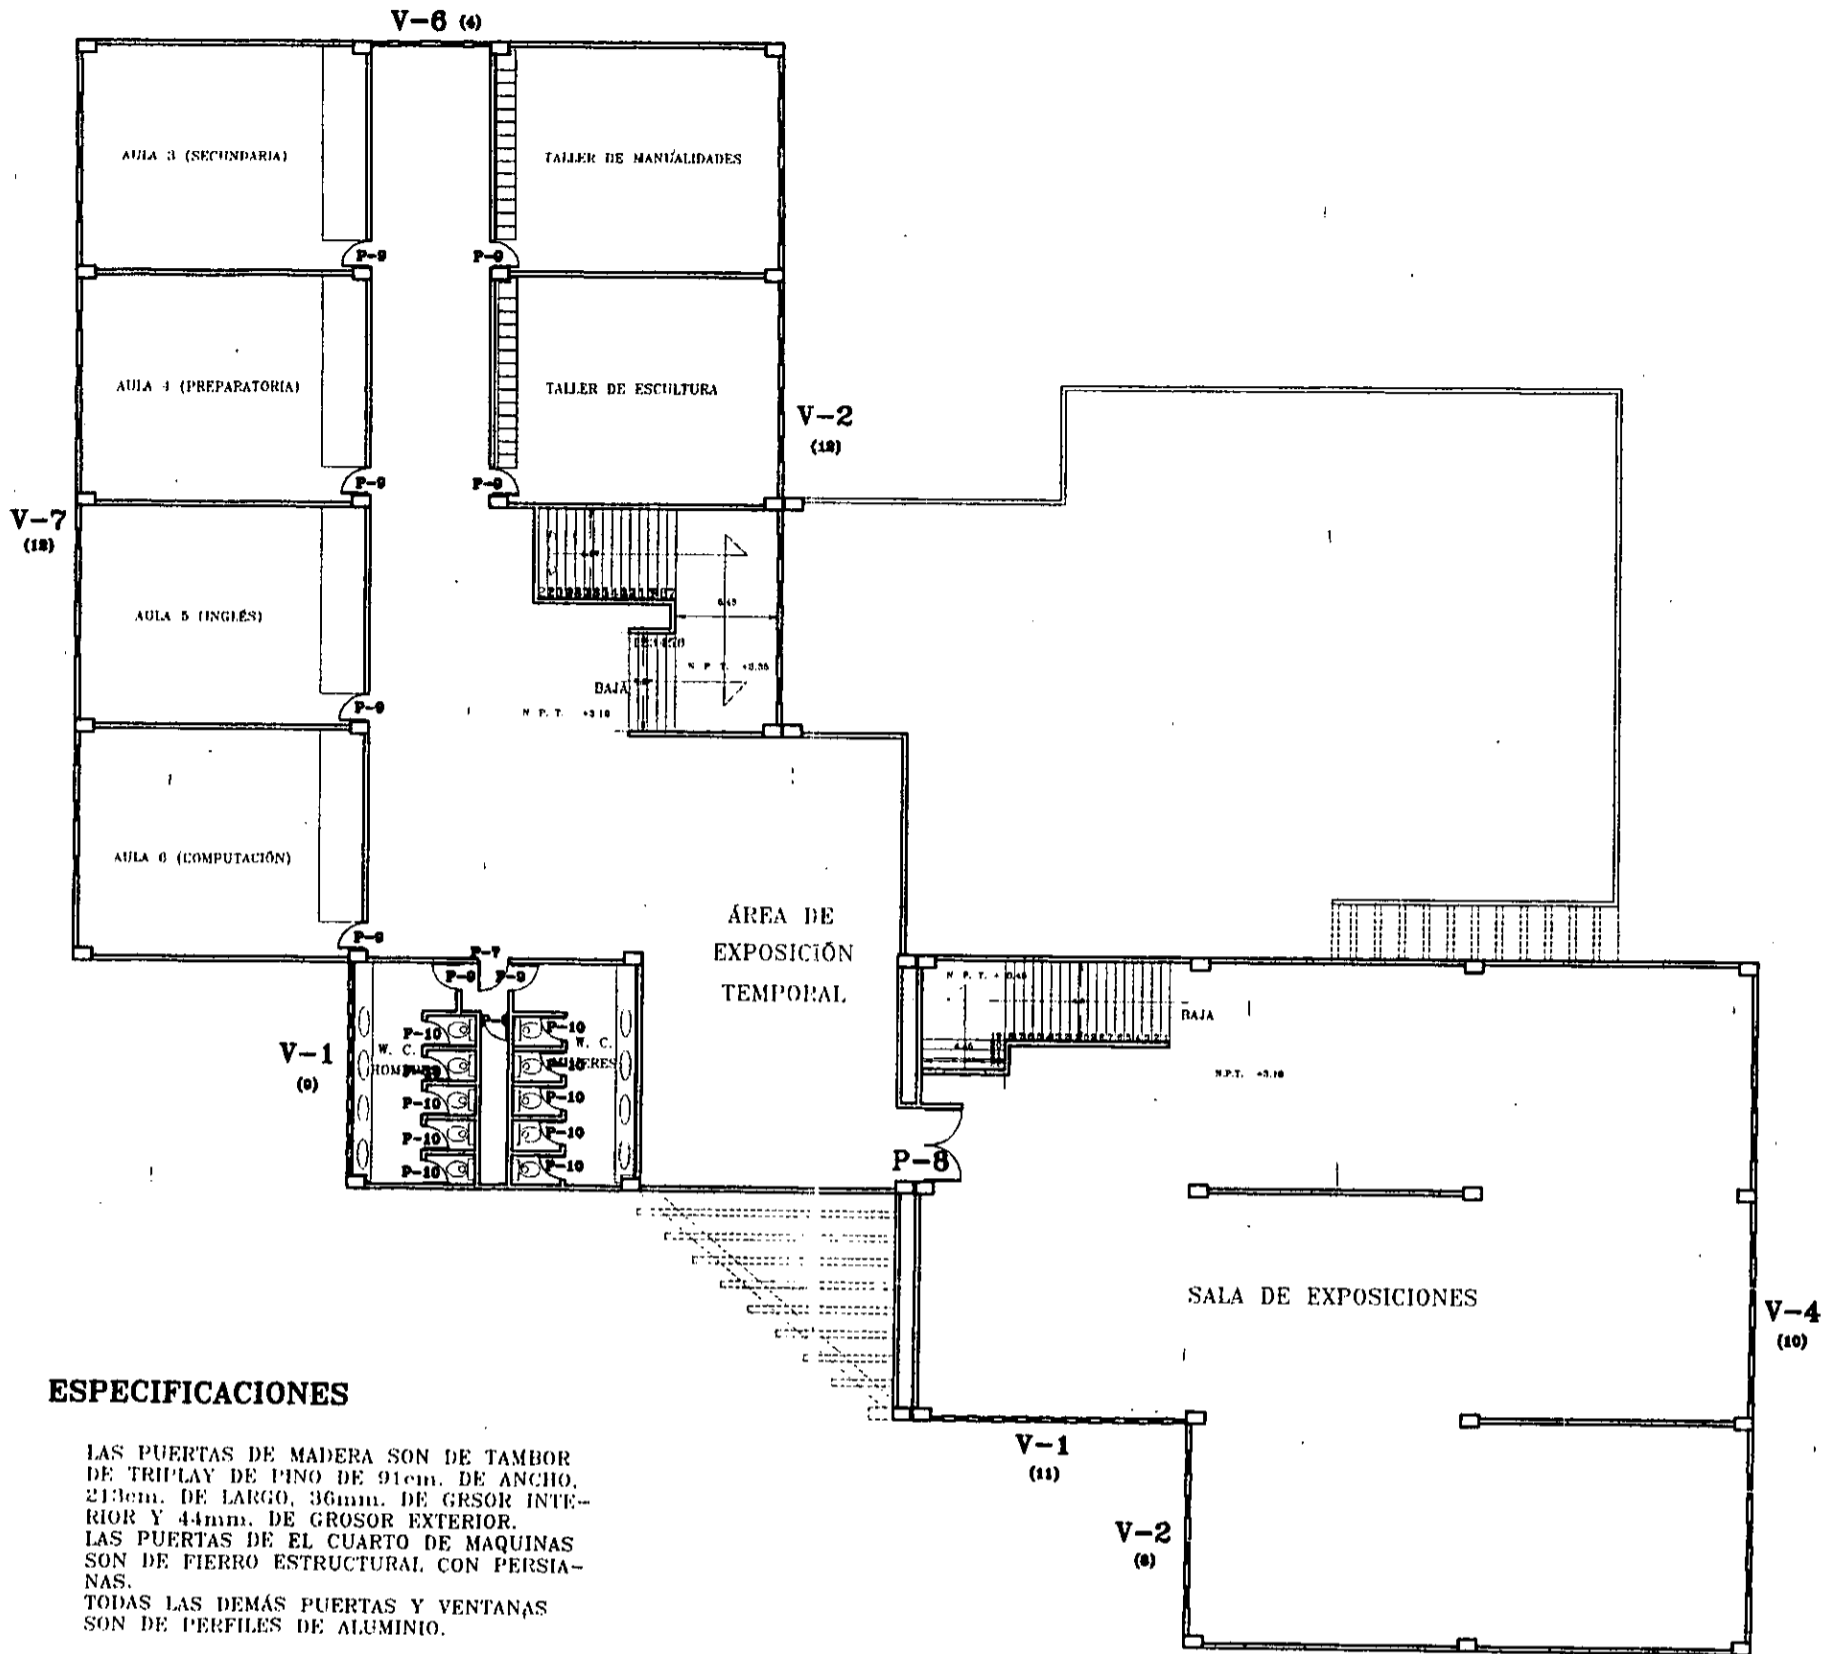 V-6 (4)
AULA 3 (SECUNDARIA)
TALLER DE MANUALIDADES
P-9
P-9
AULA 4 (PREPARATORIA)
TALLER DE ESCULTURA
V-2
(12)
P-9
P-9
V-7
(12)
AULA 5 (INGLÉS)
BAJA
N P. T. +3.10
P-9
AULA 6 (COMPUTACIÓN)
ÁREA DE
EXPOSICIÓN
TEMPORAL
P-9
P-7
P-9
P-9
BAJA
N.P.T. +3.10
V-1
(9)
W. C.
W. C.
P-10
P-10
P-10
P-10
P-10
P-10
P-10
P-10
P-10
P-8
SALA DE EXPOSICIONES
V-4
(10)
V-1
(11)
V-2
(8)
ESPECIFICACIONES
LAS PUERTAS DE MADERA SON DE TAMBOR
DE TRIPLAY DE PINO DE 91cm. DE ANCHO,
213cm. DE LARGO, 36mm. DE GRSOR INTE-
RIOR Y 44mm. DE GROSOR EXTERIOR.
LAS PUERTAS DE EL CUARTO DE MAQUINAS
SON DE FIERRO ESTRUCTURAL CON PERSIA-
NAS.
TODAS LAS DEMÁS PUERTAS Y VENTANAS
SON DE PERFILES DE ALUMINIO.